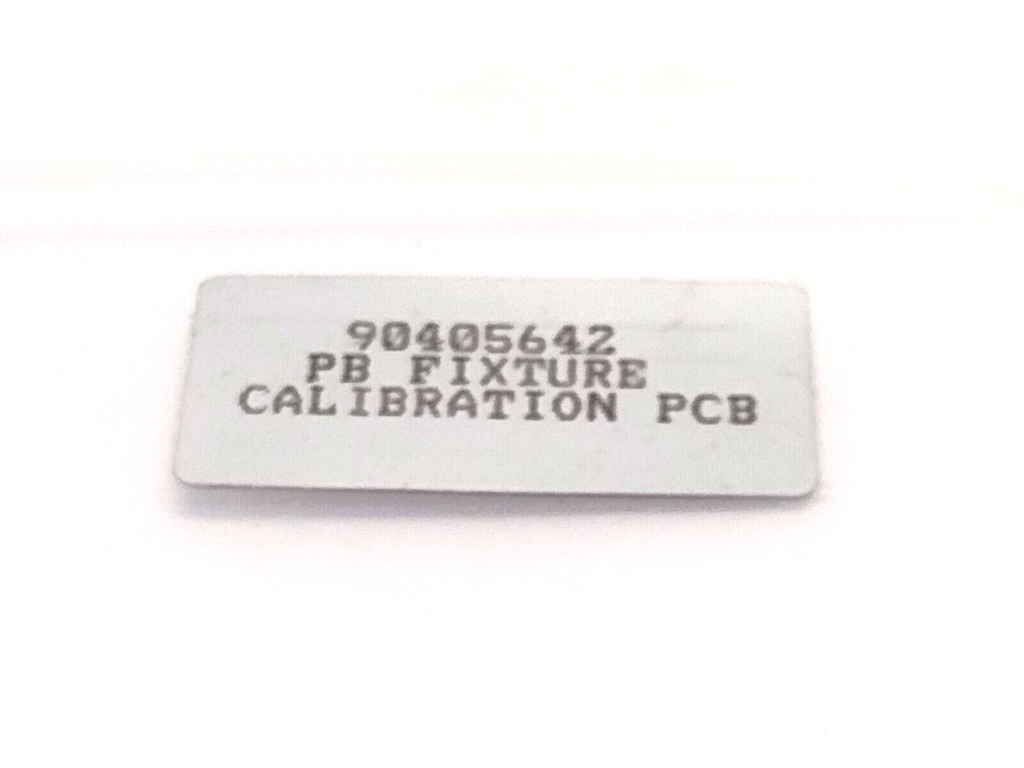 90405642
PB FIXTURE
CALIBRATION PCB